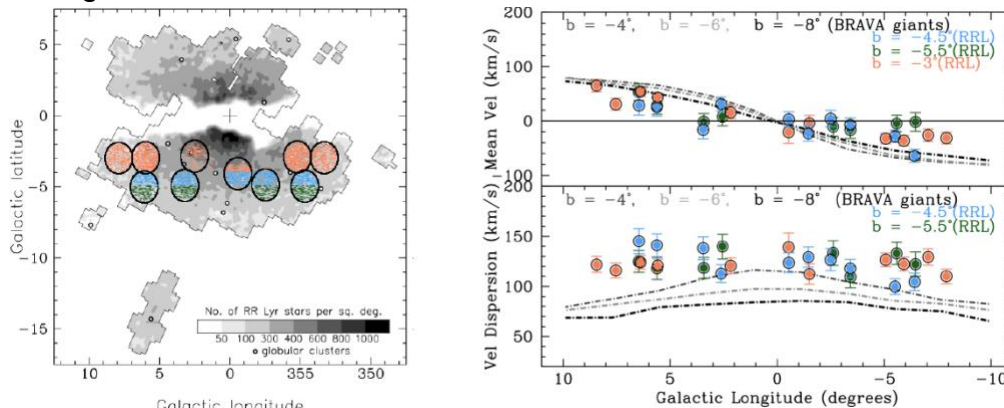 Galactic latitude
5
0
-5
-10
-15
No. of RR Lyr stars per sq. deg.
50 100 300 400 600 800 1000
globular clusters
10 5 0 355 350
Galactic longitude
Mean Vel (km/s)
200
100
0
-100
b = -4°, b = -6°, b = -8° (BRAVA giants)
b = -4.5°(RRL)
b = -5.5°(RRL)
b = -3°(RRL)
Vel Dispersion (km/s)
200
150
100
50
b = -4°, b = -6°, b = -8° (BRAVA giants)
b = -4.5°(RRL)
b = -5.5°(RRL)
10 5 0 -5 -10
Galactic Longitude (degrees)